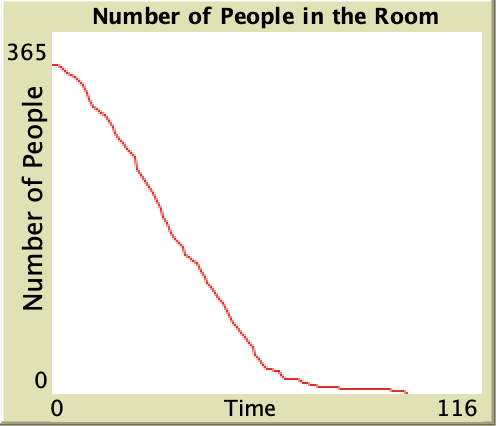 Number of People in the Room
365
Number of People
0
0 Time 116